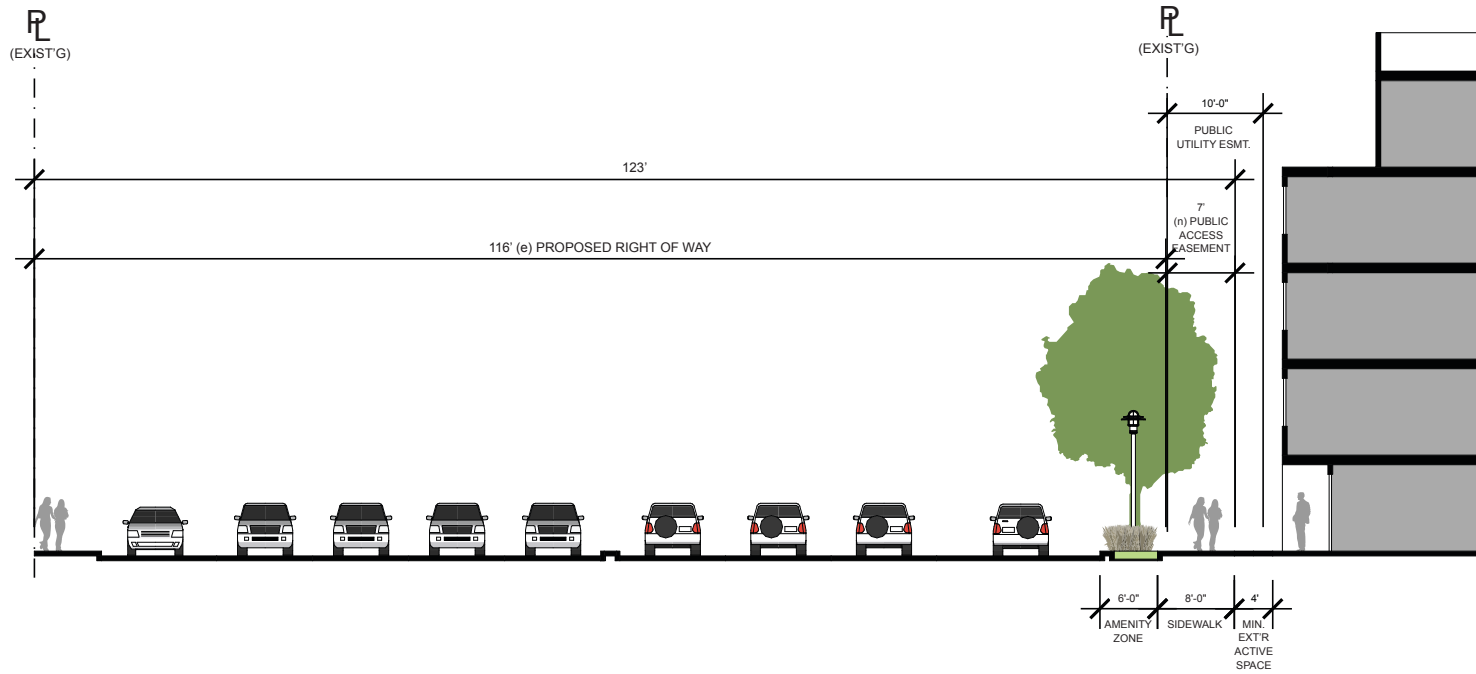 PL
(EXIST'G)
PL
(EXIST'G)
10'-0"
PUBLIC
UTILITY ESMT.
123'
7'
(n) PUBLIC
ACCESS
EASEMENT
116' (e) PROPOSED RIGHT OF WAY
6'-0"
8'-0"
4'
AMENITY
ZONE
SIDEWALK
MIN.
EXT'R
ACTIVE
SPACE